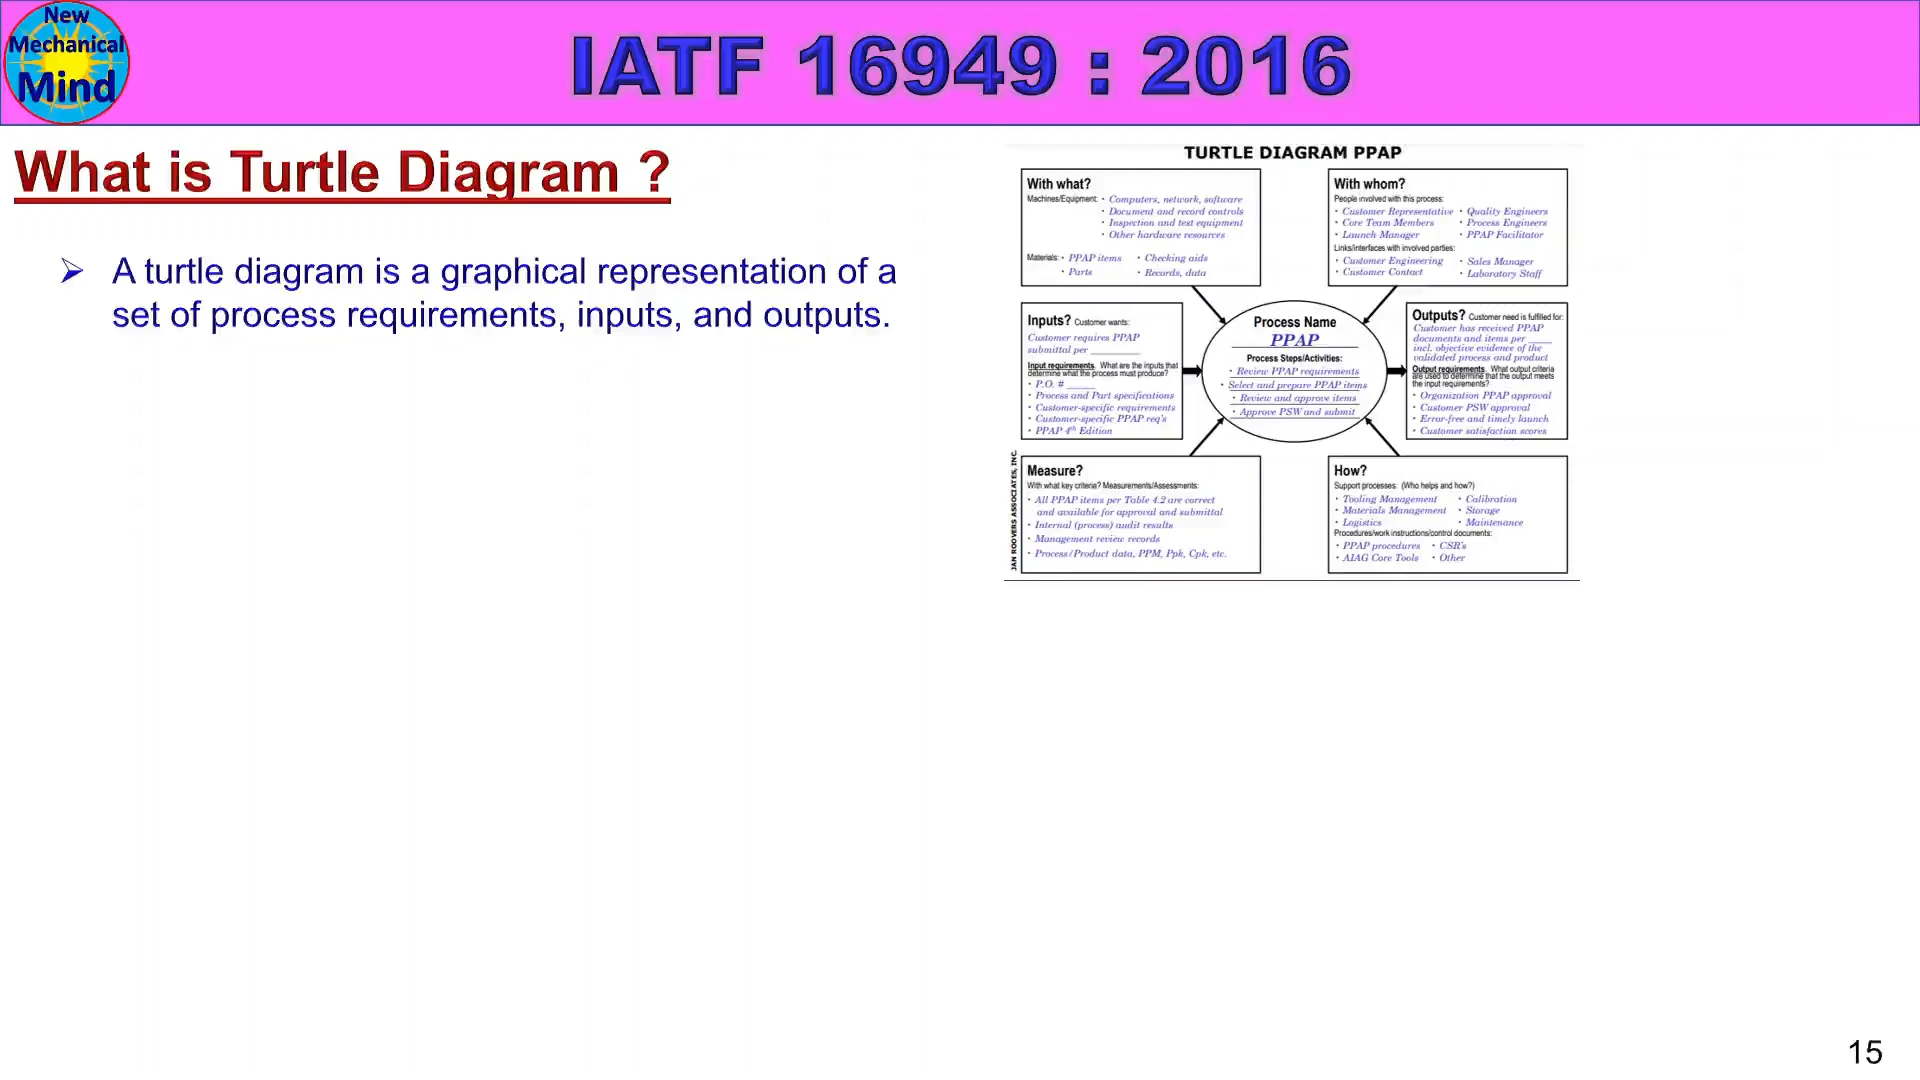 New
Mechanical
Mind
IATF 16949 : 2016
What is Turtle Diagram ?
➢ A turtle diagram is a graphical representation of a
set of process requirements, inputs, and outputs.
TURTLE DIAGRAM PPAP
With what?
Machines/Equipment: • Computers, network, software
• Document and record controls
• Inspection and test equipment
• Other hardware resources
Materials: • PPAP items • Checking aids
• Parts • Records, data
With whom?
People involved with this process:
• Customer Representative • Quality Engineers
• Core Team Members • Process Engineers
• Launch Manager • PPAP Facilitator
Links/interfaces with involved parties:
• Customer Engineering • Sales Manager
• Customer Contact • Laboratory Staff
Inputs? Customer wants:
Customer requires PPAP
submittal per ________
Input requirements. What are the inputs that
determine what the process must produce?
• P.O. # _____
• Process and Part specifications
• Customer-specific requirements
• Customer-specific PPAP req's
• PPAP 4th Edition
Process Name
PPAP
Process Steps/Activities:
• Review PPAP requirements
• Select and prepare PPAP items
• Review and approve items
• Approve PSW and submit
Outputs? Customer need is fulfilled for:
Customer has received PPAP
documents and items per ____
incl. objective evidence of the
validated process and product
Output requirements. What output criteria
are used to determine that the output meets
the input requirements?
• Organization PPAP approval
• Customer PSW approval
• Error-free and timely launch
• Customer satisfaction scores
Measure?
With what key criteria? Measurements/Assessments:
• All PPAP items per Table 4.2 are correct
and available for approval and submittal
• Internal (process) audit results
• Management review records
• Process/Product data, PPM, Ppk, Cpk, etc.
How?
Support processes: (Who helps and how?)
• Tooling Management • Calibration
• Materials Management • Storage
• Logistics • Maintenance
Procedures/work instructions/control documents:
• PPAP procedures • CSR's
• AIAG Core Tools • Other
JAN ROOVERS ASSOCIATES, INC.
15